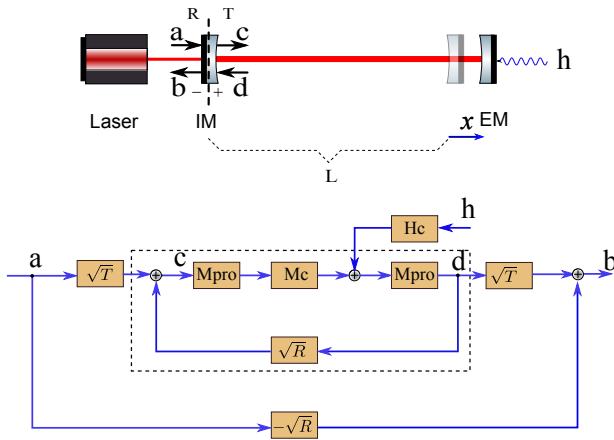 R T
a c
h
b − + d
Laser IM x EM
L
h
Hc
a √T c Mpro Mc Mpro d √T b
√R
−√R